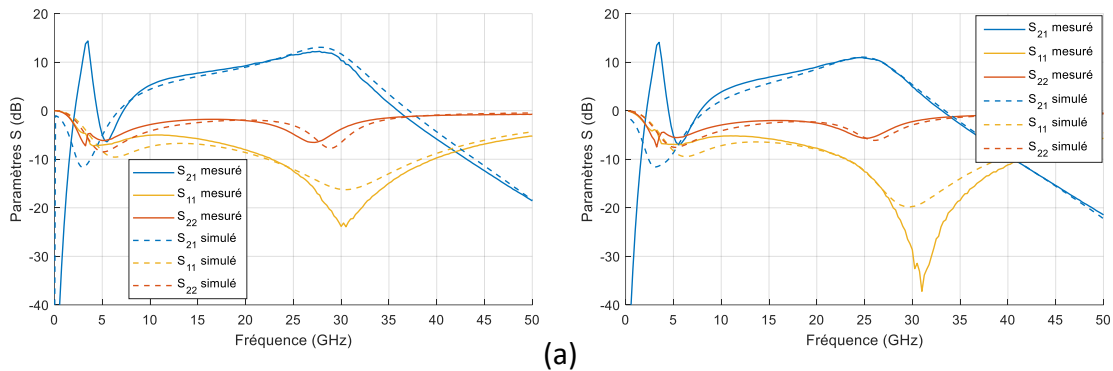 20
10
0
-10
-20
-30
-40
Paramètres S (dB)
0 5 10 15 20 25 30 35 40 45 50
Fréquence (GHz)
S21 mesuré
S11 mesuré
S22 mesuré
S21 simulé
S11 simulé
S22 simulé
20
10
0
-10
-20
-30
-40
Paramètres S (dB)
0 5 10 15 20 25 30 35 40 45 50
Fréquence (GHz)
S21 mesuré
S11 mesuré
S22 mesuré
S21 simulé
S11 simulé
S22 simulé
(a)